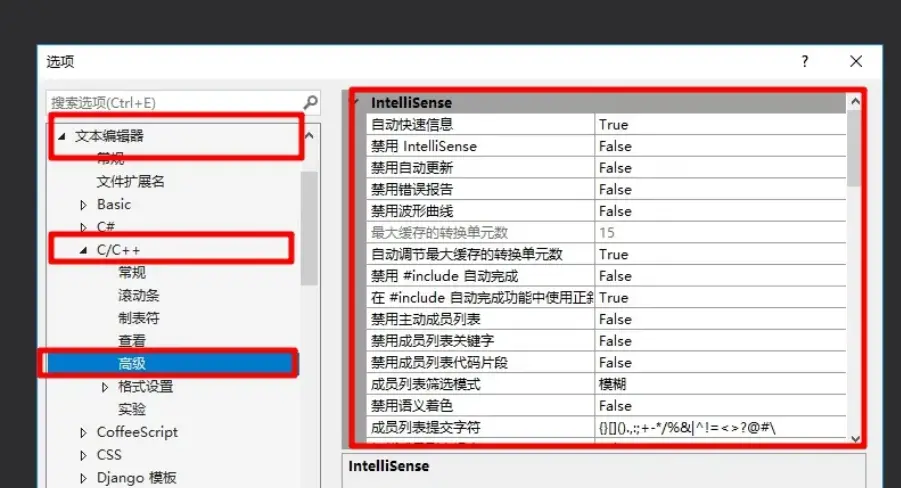 选项
?
搜索选项(Ctrl+E)
文本编辑器
常规
文件扩展名
Basic
C#
C/C++
常规
滚动条
制表符
查看
高级
格式设置
实验
CoffeeScript
CSS
Django 模板
IntelliSense
自动快速信息 True
禁用 IntelliSense False
禁用自动更新 False
禁用错误报告 False
禁用波形曲线 False
最大缓存的转换单元数 15
自动调节最大缓存的转换单元数 True
禁用 #include 自动完成 False
在 #include 自动完成功能中使用正斜 True
禁用主动成员列表 False
禁用成员列表关键字 False
禁用成员列表代码片段 False
成员列表筛选模式 模糊
禁用语义着色 False
成员列表提交字符 {}[]().,:;+-*/%&|^!=<>?@#\
IntelliSense